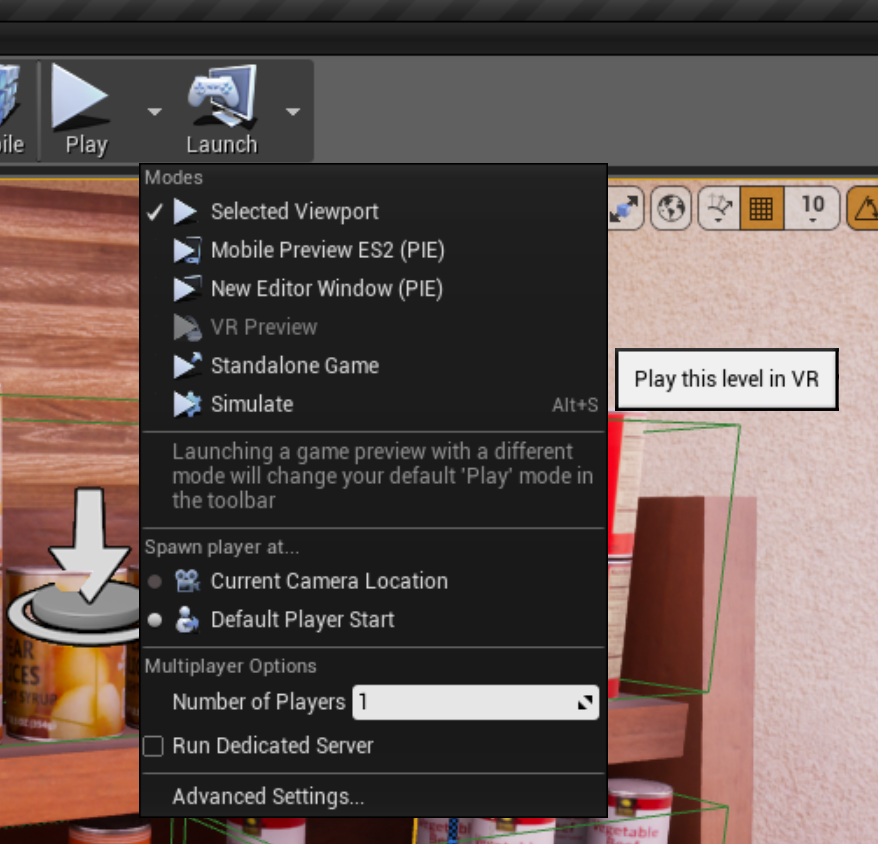 ile
Play
Launch
Modes
Selected Viewport
Mobile Preview ES2 (PIE)
New Editor Window (PIE)
VR Preview
Standalone Game
Simulate Alt+S
Launching a game preview with a different
mode will change your default 'Play' mode in
the toolbar
Spawn player at...
Current Camera Location
Default Player Start
Multiplayer Options
Number of Players 1
Run Dedicated Server
Advanced Settings...
10
Play this level in VR
EAR
ICES
SYRUP
Vegetable